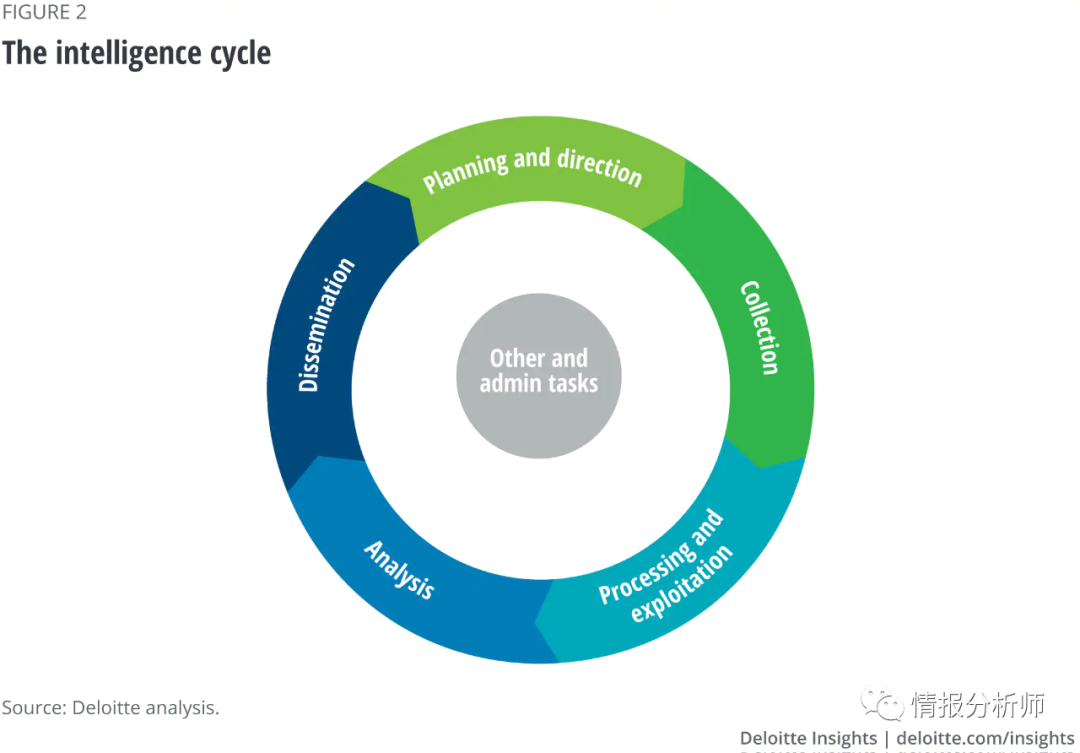 FIGURE 2
The intelligence cycle
Planning and direction
Collection
Processing and
exploitation
Analysis
Dissemination
Other and
admin tasks
Source: Deloitte analysis.
情报分析师
Deloitte Insights | deloitte.com/insights